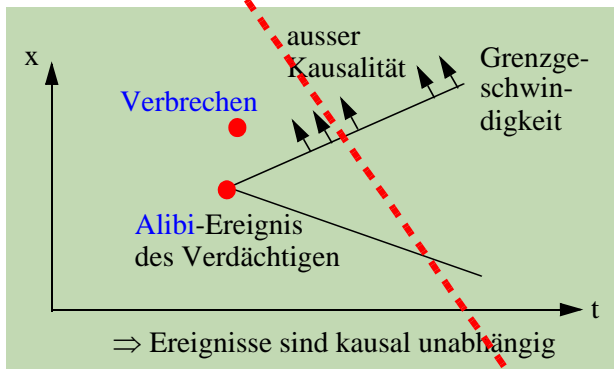 ausser
Kausalität
Grenzge-
schwin-
digkeit
x
Verbrechen
Alibi-Ereignis
des Verdächtigen
t
⇒ Ereignisse sind kausal unabhängig